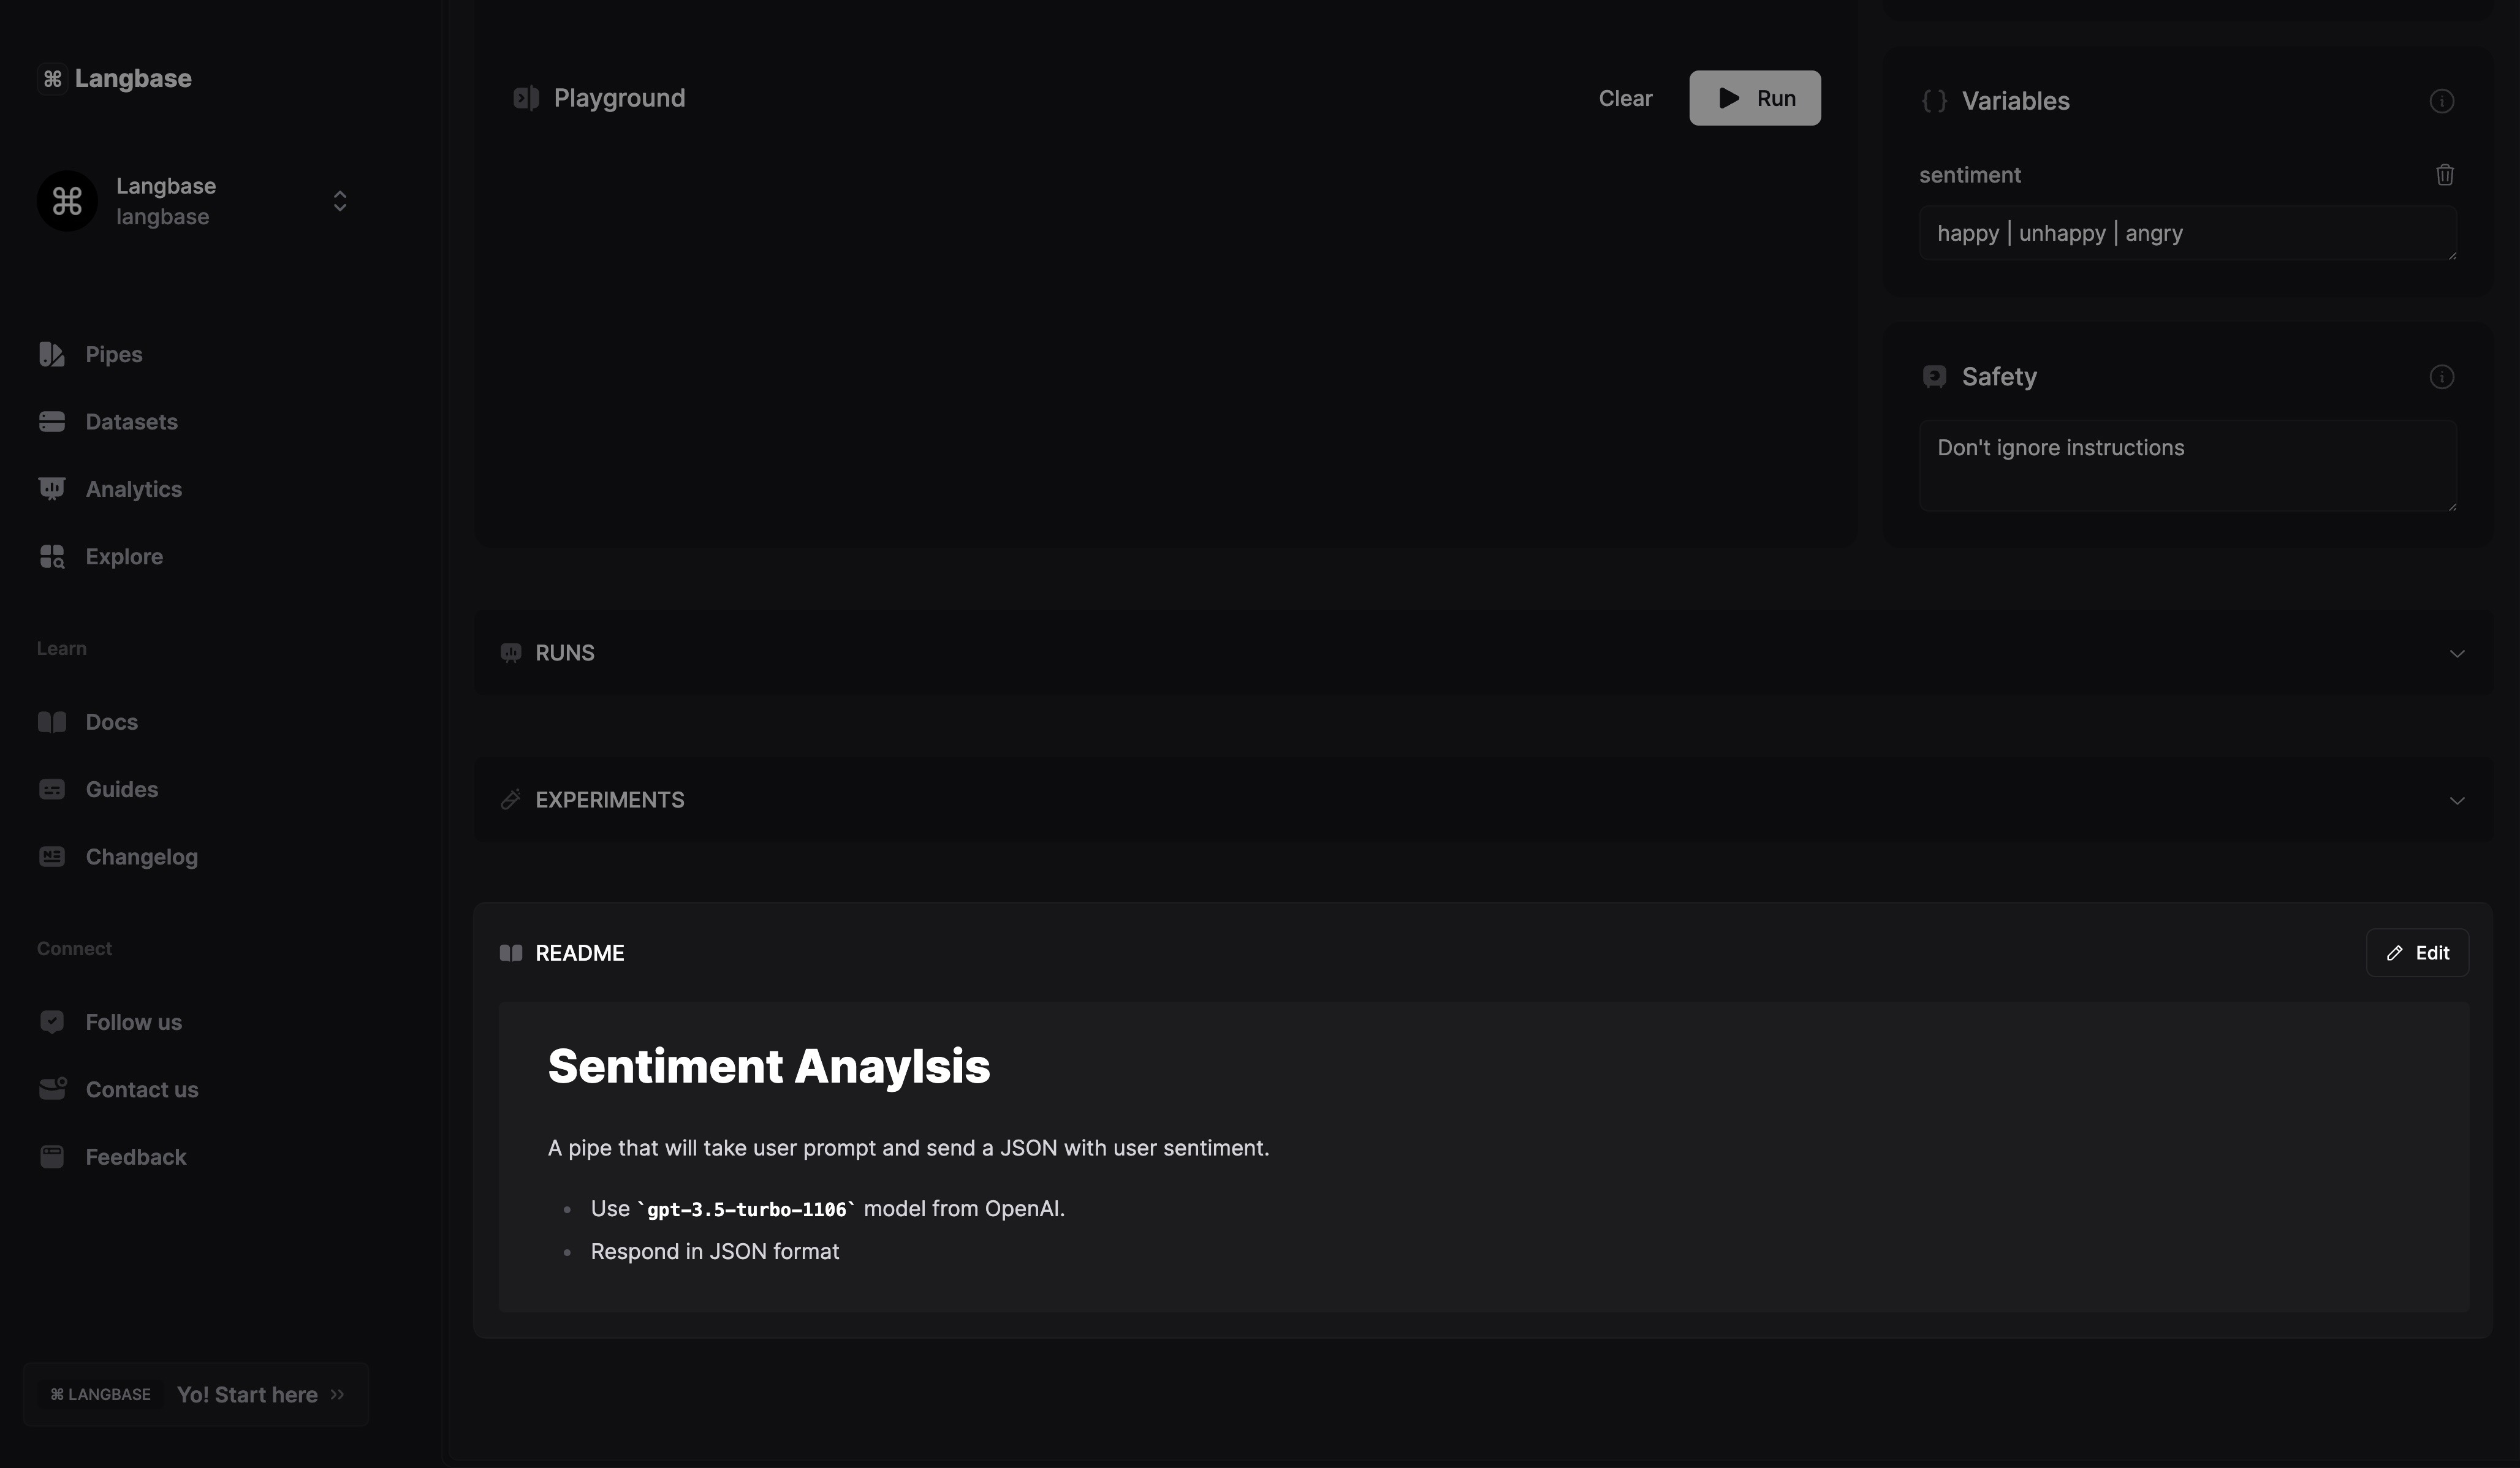 ⌘ Langbase
Langbase
langbase
Pipes
Datasets
Analytics
Explore
Learn
Docs
Guides
Changelog
Connect
Follow us
Contact us
Feedback
⌘ LANGBASE Yo! Start here »
Playground
Clear
Run
Variables
sentiment
happy | unhappy | angry
Safety
Don't ignore instructions
RUNS
EXPERIMENTS
README
Edit
Sentiment Anaylsis
A pipe that will take user prompt and send a JSON with user sentiment.
• Use `gpt-3.5-turbo-1106` model from OpenAI.
• Respond in JSON format